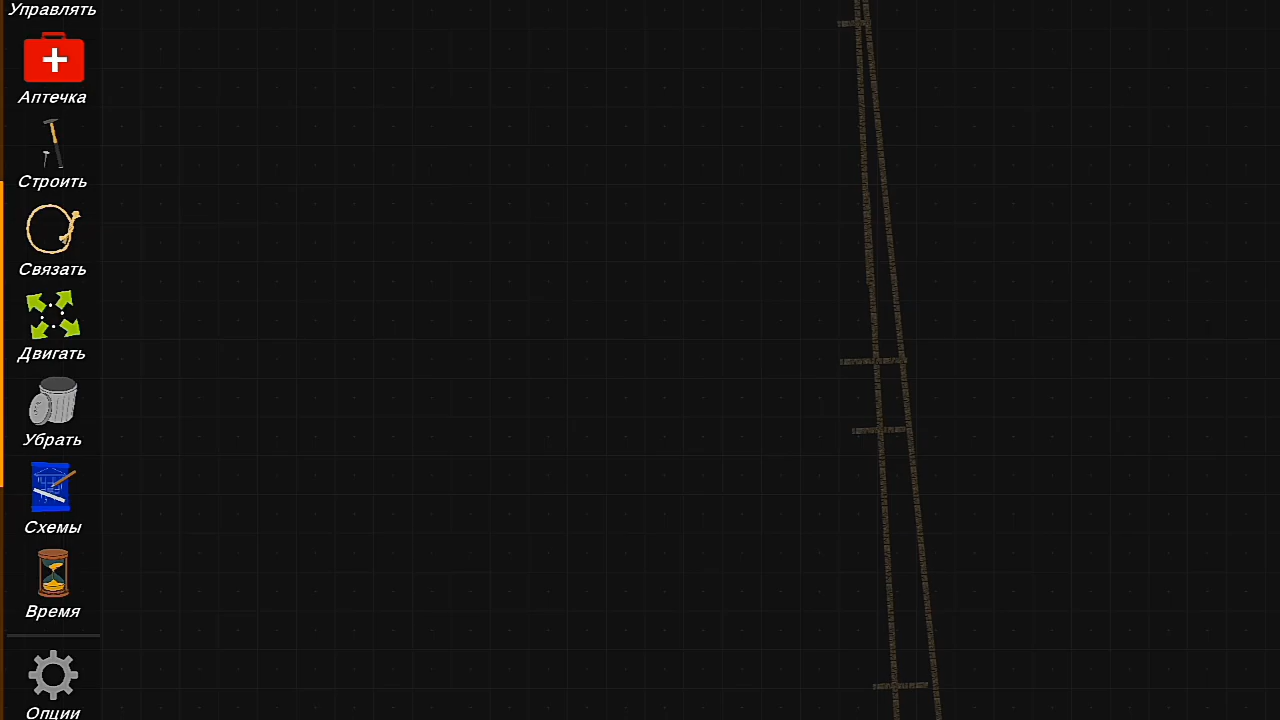 Управлять
Аптечка
Строить
Связать
Двигать
Убрать
Схемы
Время
Опции